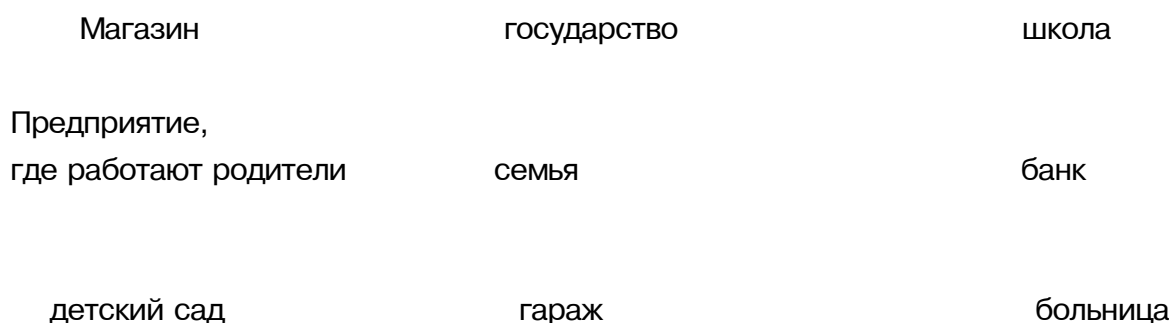 Магазин государство школа
Предприятие,
где работают родители семья банк
детский сад гараж больница